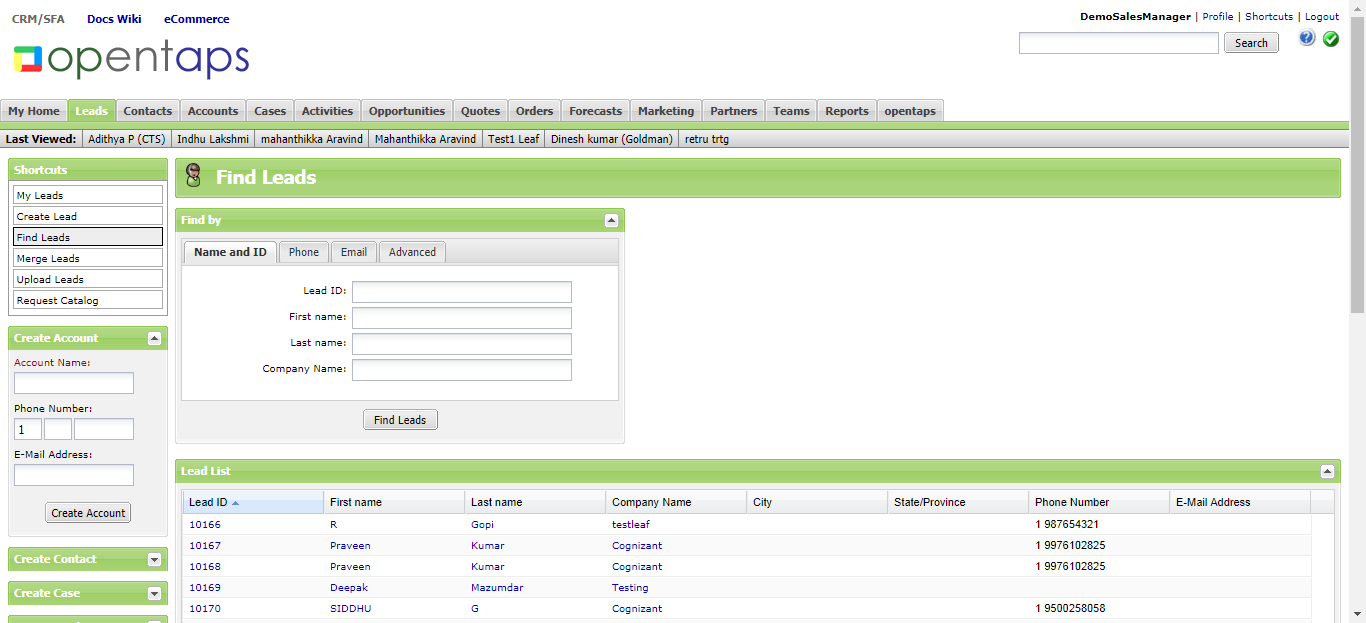 CRM/SFA Docs Wiki eCommerce
DemoSalesManager | Profile | Shortcuts | Logout
opentaps
Search
My Home Leads Contacts Accounts Cases Activities Opportunities Quotes Orders Forecasts Marketing Partners Teams Reports opentaps
Last Viewed: Adithya P (CTS) Indhu Lakshmi mahanthikka Aravind Mahanthikka Aravind Test1 Leaf Dinesh kumar (Goldman) retru trtg
Shortcuts
My Leads
Create Lead
Find Leads
Merge Leads
Upload Leads
Request Catalog
Create Account
Account Name:
Phone Number:
1
E-Mail Address:
Create Account
Create Contact
Create Case
Find Leads
Find by
Name and ID Phone Email Advanced
Lead ID:
First name:
Last name:
Company Name:
Find Leads
Lead List
Lead ID First name Last name Company Name City State/Province Phone Number E-Mail Address
10166 R Gopi testleaf 1 987654321
10167 Praveen Kumar Cognizant 1 9976102825
10168 Praveen Kumar Cognizant 1 9976102825
10169 Deepak Mazumdar Testing
10170 SIDDHU G Cognizant 1 9500258058